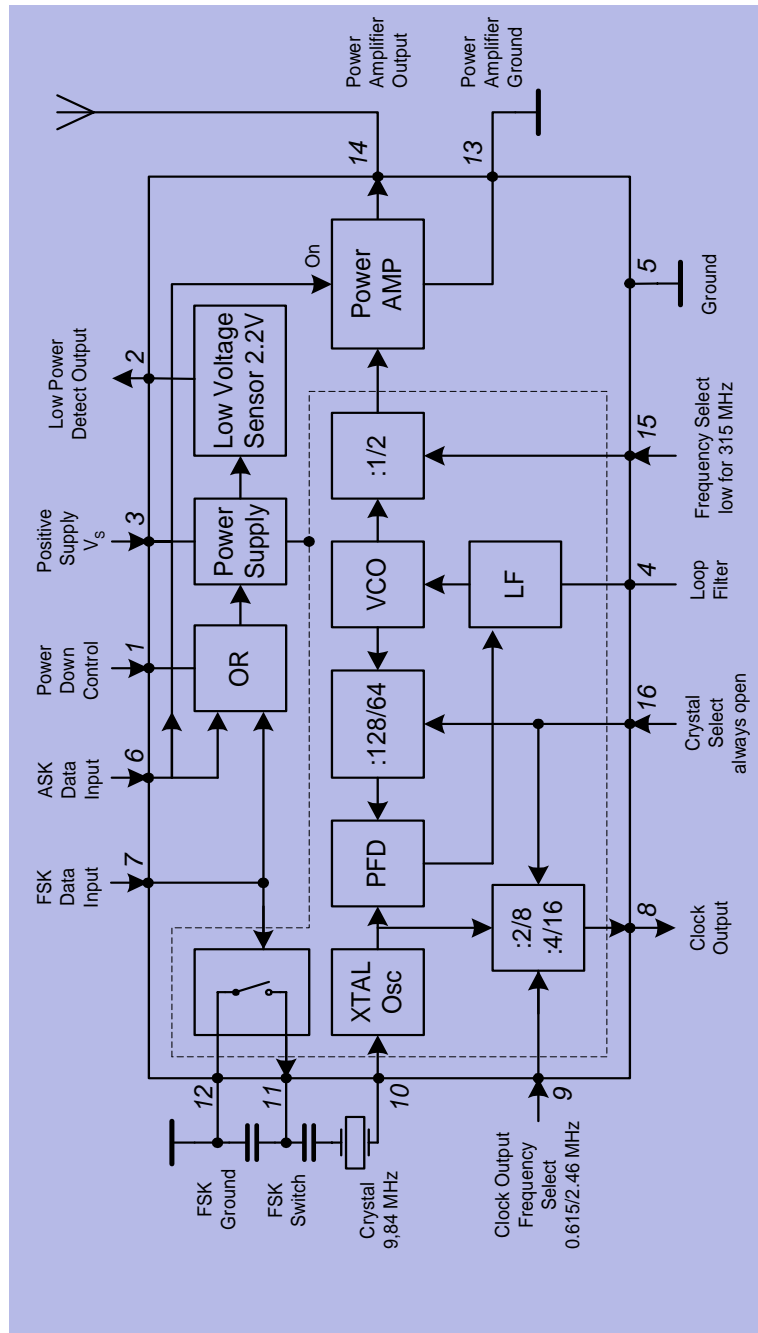 FSK
Data
Input
7
ASK
Data
Input
6
Power
Down
Control
1
Positive
Supply
VS
3
Low Power
Detect Output
2
OR
Power
Supply
Low Voltage
Sensor 2.2V
On
FSK
Ground
12
FSK
Switch
11
Crystal
9,84 MHz
10
XTAL
Osc
PFD
:128/64
VCO
:1/2
Power
AMP
14
Power
Amplifier
Output
13
Power
Amplifier
Ground
LF
:2/8
:4/16
Clock Output
Frequency
Select
0.615/2.46 MHz
9
8
Clock
Output
16
Crystal
Select
always open
4
Loop
Filter
15
Frequency Select
low for 315 MHz
5
Ground